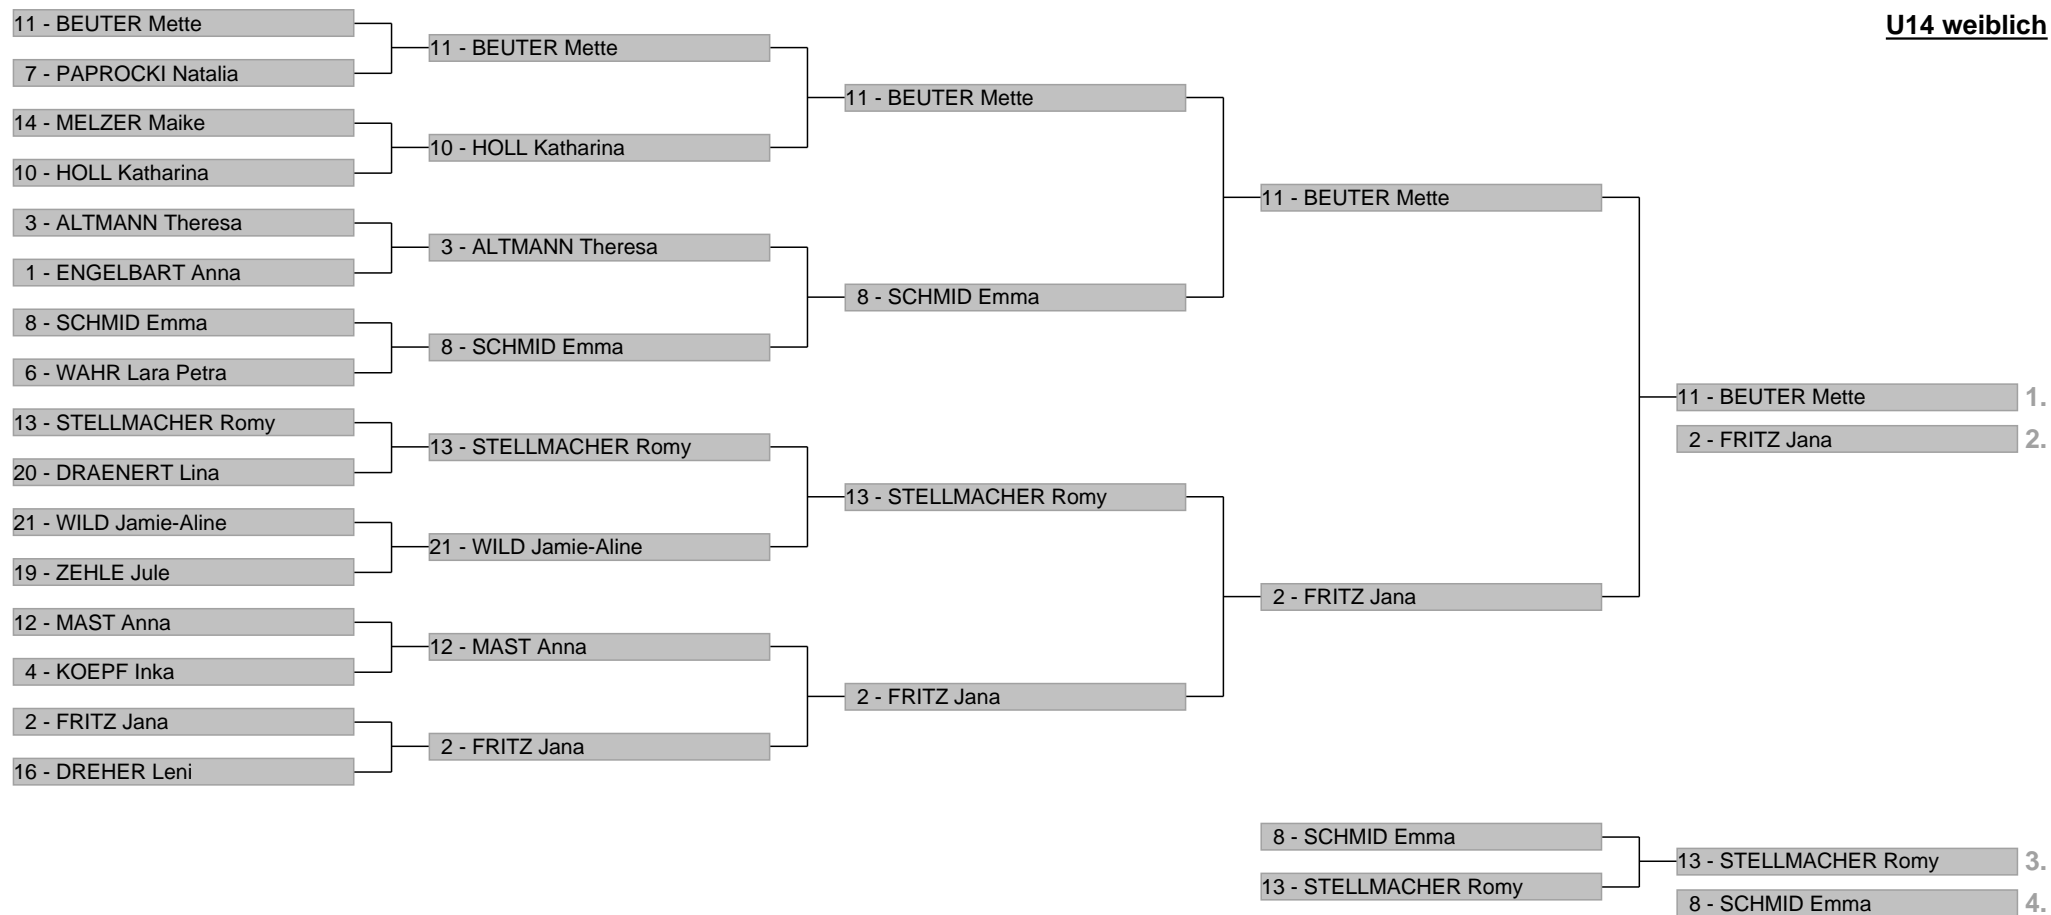 U14 weiblich
11 - BEUTER Mette
7 - PAPROCKI Natalia
14 - MELZER Maike
10 - HOLL Katharina
3 - ALTMANN Theresa
1 - ENGELBART Anna
8 - SCHMID Emma
6 - WAHR Lara Petra
13 - STELLMACHER Romy
20 - DRAENERT Lina
21 - WILD Jamie-Aline
19 - ZEHLE Jule
12 - MAST Anna
4 - KOEPF Inka
2 - FRITZ Jana
16 - DREHER Leni
11 - BEUTER Mette
10 - HOLL Katharina
3 - ALTMANN Theresa
8 - SCHMID Emma
13 - STELLMACHER Romy
21 - WILD Jamie-Aline
12 - MAST Anna
2 - FRITZ Jana
11 - BEUTER Mette
8 - SCHMID Emma
13 - STELLMACHER Romy
2 - FRITZ Jana
11 - BEUTER Mette
2 - FRITZ Jana
11 - BEUTER Mette 1.
2 - FRITZ Jana 2.
8 - SCHMID Emma
13 - STELLMACHER Romy
13 - STELLMACHER Romy 3.
8 - SCHMID Emma 4.